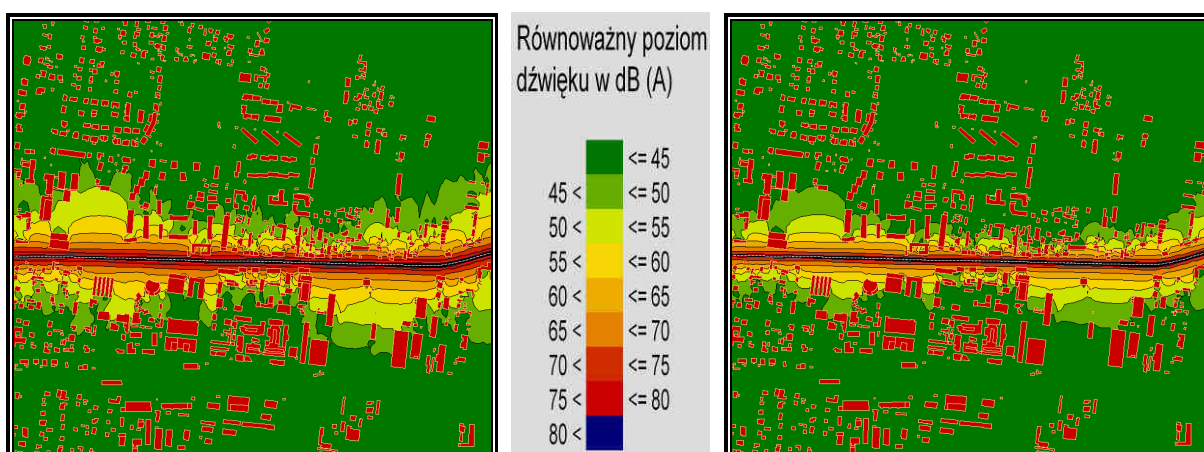 Równoważny poziom
dźwięku w dB (A)
<= 45
45 < <= 50
50 < <= 55
55 < <= 60
60 < <= 65
65 < <= 70
70 < <= 75
75 < <= 80
80 <